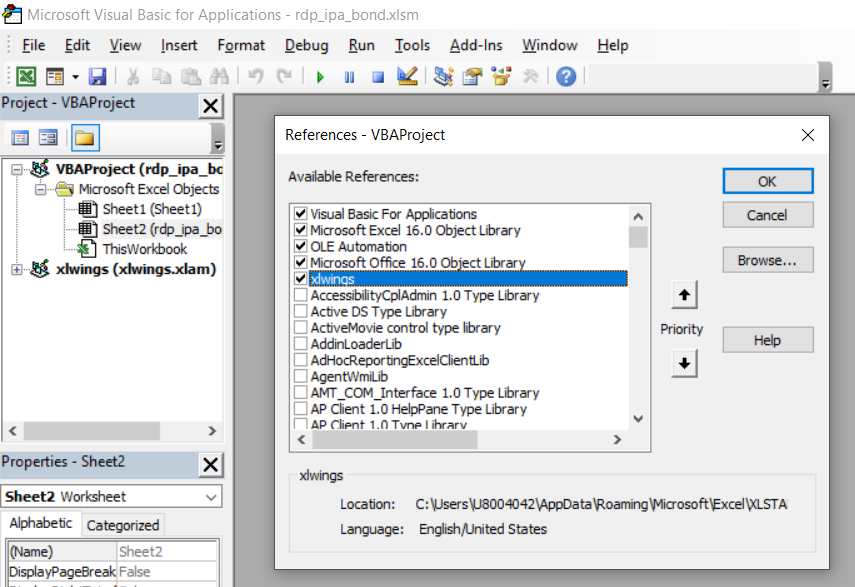 Microsoft Visual Basic for Applications - rdp_ipa_bond.xlsm
File Edit View Insert Format Debug Run Tools Add-Ins Window Help
Project - VBAProject
VBAProject (rdp_ipa_bo
Microsoft Excel Objects
Sheet1 (Sheet1)
Sheet2 (rdp_ipa_bo
ThisWorkbook
xlwings (xlwings.xlam)
Properties - Sheet2
Sheet2 Worksheet
Alphabetic Categorized
(Name) Sheet2
DisplayPageBreak False
References - VBAProject
Available References:
Visual Basic For Applications
Microsoft Excel 16.0 Object Library
OLE Automation
Microsoft Office 16.0 Object Library
xlwings
AccessibilityCplAdmin 1.0 Type Library
Active DS Type Library
ActiveMovie control type library
AddinLoaderLib
AdHocReportingExcelClientLib
AgentWmiLib
AMT_COM_Interface 1.0 Type Library
AP Client 1.0 HelpPane Type Library
AP Client 1.0 Type Library
OK
Cancel
Browse...
Priority
Help
xlwings
Location: C:\Users\U8004042\AppData\Roaming\Microsoft\Excel\XLSTA
Language: English/United States